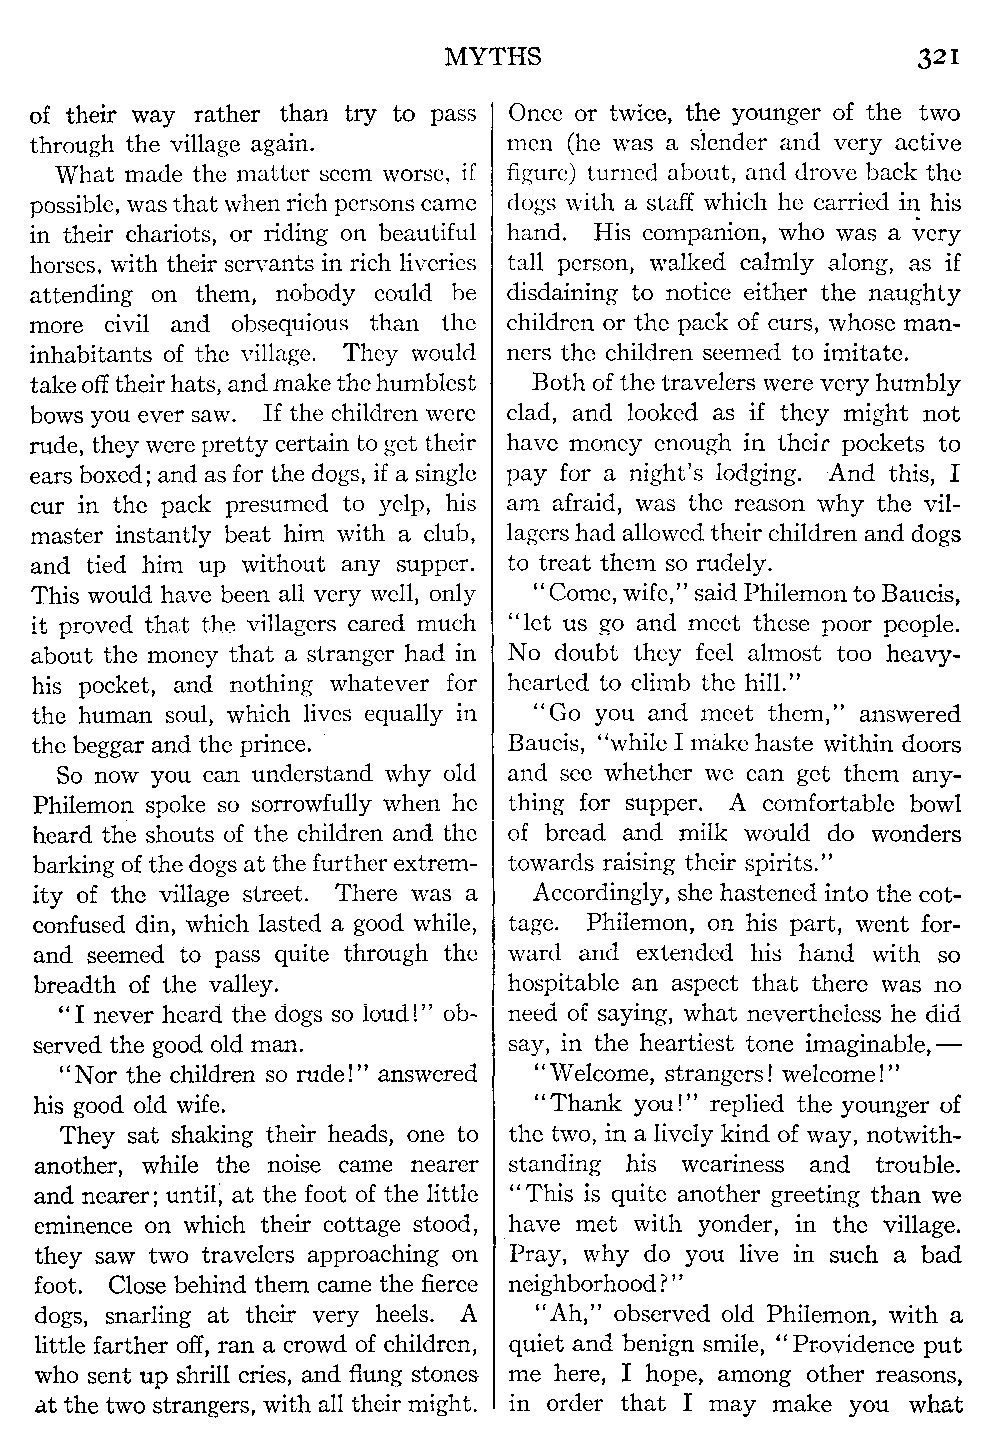 MYTHS 321
of their way rather than try to pass
through the village again.
What made the matter seem worse, if
possible, was that when rich persons came
in their chariots, or riding on beautiful
horses, with their servants in rich liveries
attending on them, nobody could be
more civil and obsequious than the
inhabitants of the village. They would
take off their hats, and make the humblest
bows you ever saw. If the children were
rude, they were pretty certain to get their
ears boxed; and as for the dogs, if a single
cur in the pack presumed to yelp, his
master instantly beat him with a club,
and tied him up without any supper.
This would have been all very well, only
it proved that the villagers cared much
about the money that a stranger had in
his pocket, and nothing whatever for
the human soul, which lives equally in
the beggar and the prince.
So now you can understand why old
Philemon spoke so sorrowfully when he
heard the shouts of the children and the
barking of the dogs at the further extrem-
ity of the village street. There was a
confused din, which lasted a good while,
and seemed to pass quite through the
breadth of the valley.
"I never heard the dogs so loud!" ob-
served the good old man.
"Nor the children so rude!" answered
his good old wife.
They sat shaking their heads, one to
another, while the noise came nearer
and nearer; until, at the foot of the little
eminence on which their cottage stood,
they saw two travelers approaching on
foot. Close behind them came the fierce
dogs, snarling at their very heels. A
little farther off, ran a crowd of children,
who sent up shrill cries, and flung stones
at the two strangers, with all their might.
Once or twice, the younger of the two
men (he was a slender and very active
figure) turned about, and drove back the
dogs with a staff which he carried in his
hand. His companion, who was a very
tall person, walked calmly along, as if
disdaining to notice either the naughty
children or the pack of curs, whose man-
ners the children seemed to imitate.
Both of the travelers were very humbly
clad, and looked as if they might not
have money enough in their pockets to
pay for a night's lodging. And this, I
am afraid, was the reason why the vil-
lagers had allowed their children and dogs
to treat them so rudely.
"Come, wife," said Philemon to Baucis,
"let us go and meet these poor people.
No doubt they feel almost too heavy-
hearted to climb the hill."
"Go you and meet them," answered
Baucis, "while I make haste within doors
and see whether we can get them any-
thing for supper. A comfortable bowl
of bread and milk would do wonders
towards raising their spirits."
Accordingly, she hastened into the cot-
tage. Philemon, on his part, went for-
ward and extended his hand with so
hospitable an aspect that there was no
need of saying, what nevertheless he did
say, in the heartiest tone imaginable,—
"Welcome, strangers! welcome!"
"Thank you!" replied the younger of
the two, in a lively kind of way, notwith-
standing his weariness and trouble.
"This is quite another greeting than we
have met with yonder, in the village.
Pray, why do you live in such a bad
neighborhood?"
"Ah," observed old Philemon, with a
quiet and benign smile, "Providence put
me here, I hope, among other reasons,
in order that I may make you what